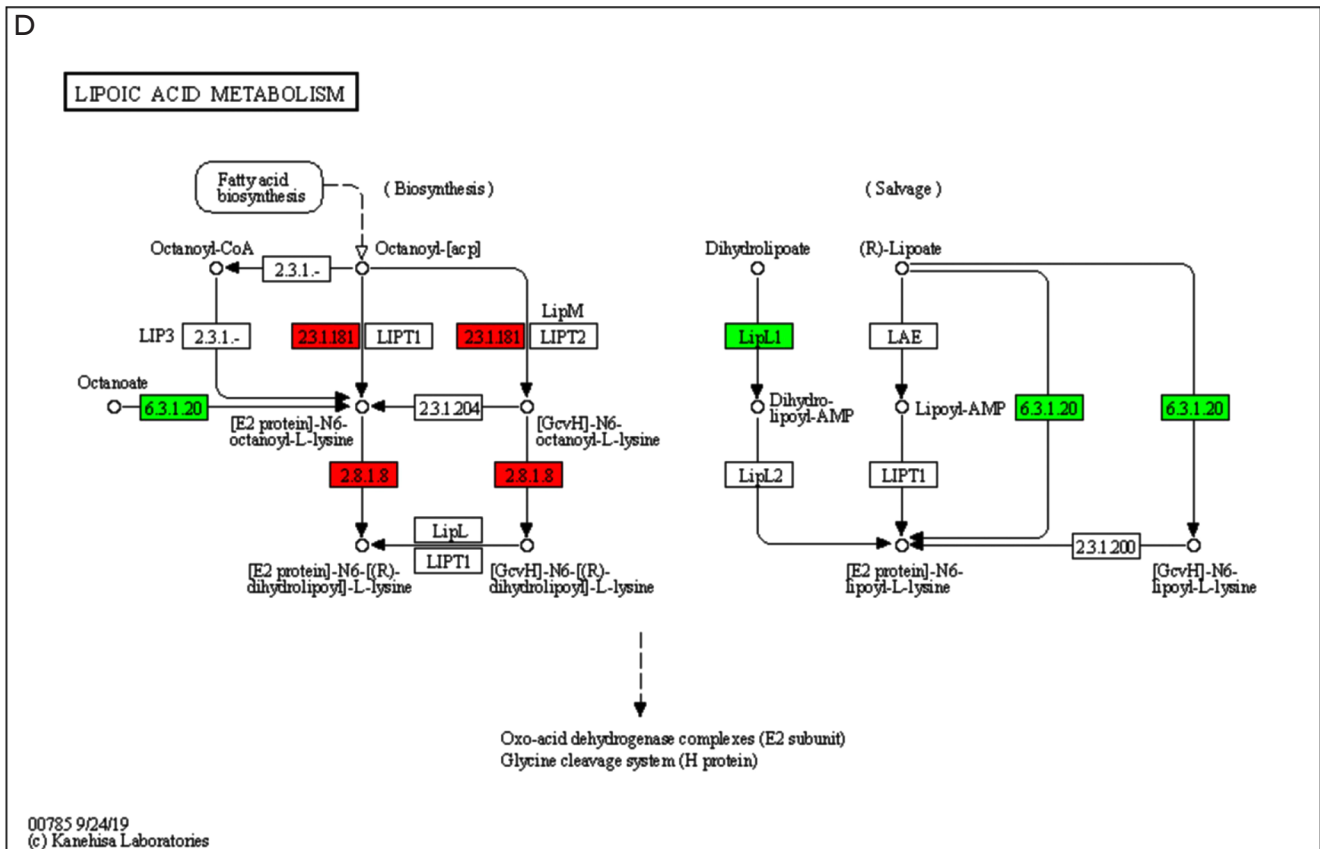 D
LIPOIC ACID METABOLISM
Fatty acid
biosynthesis
( Biosynthesis )
( Salvage )
Octanoyl-CoA
2.3.1.-
Octanoyl-[acp]
Dihydrolipoate
(R)-Lipoate
LIP3
2.3.1.-
2.3.1.181
LIPT1
2.3.1.181
LipM
LIPT2
LipL1
LAE
Octanoate
6.3.1.20
[E2 protein]-N6-
octanoyl-L-lysine
2.3.1.204
[GcvH]-N6-
octanoyl-L-lysine
Dihydro-
lipoyl-AMP
Lipoyl-AMP
6.3.1.20
6.3.1.20
2.8.1.8
2.8.1.8
LipL2
LIPT1
LipL
LIPT1
2.3.1.200
[E2 protein]-N6-[(R)-
dihydrolipoyl]-L-lysine
[GcvH]-N6-[(R)-
dihydrolipoyl]-L-lysine
[E2 protein]-N6-
lipoyl-L-lysine
[GcvH]-N6-
lipoyl-L-lysine
Oxo-acid dehydrogenase complexes (E2 subunit)
Glycine cleavage system (H protein)
00785 9/24/19
(c) Kanehisa Laboratories